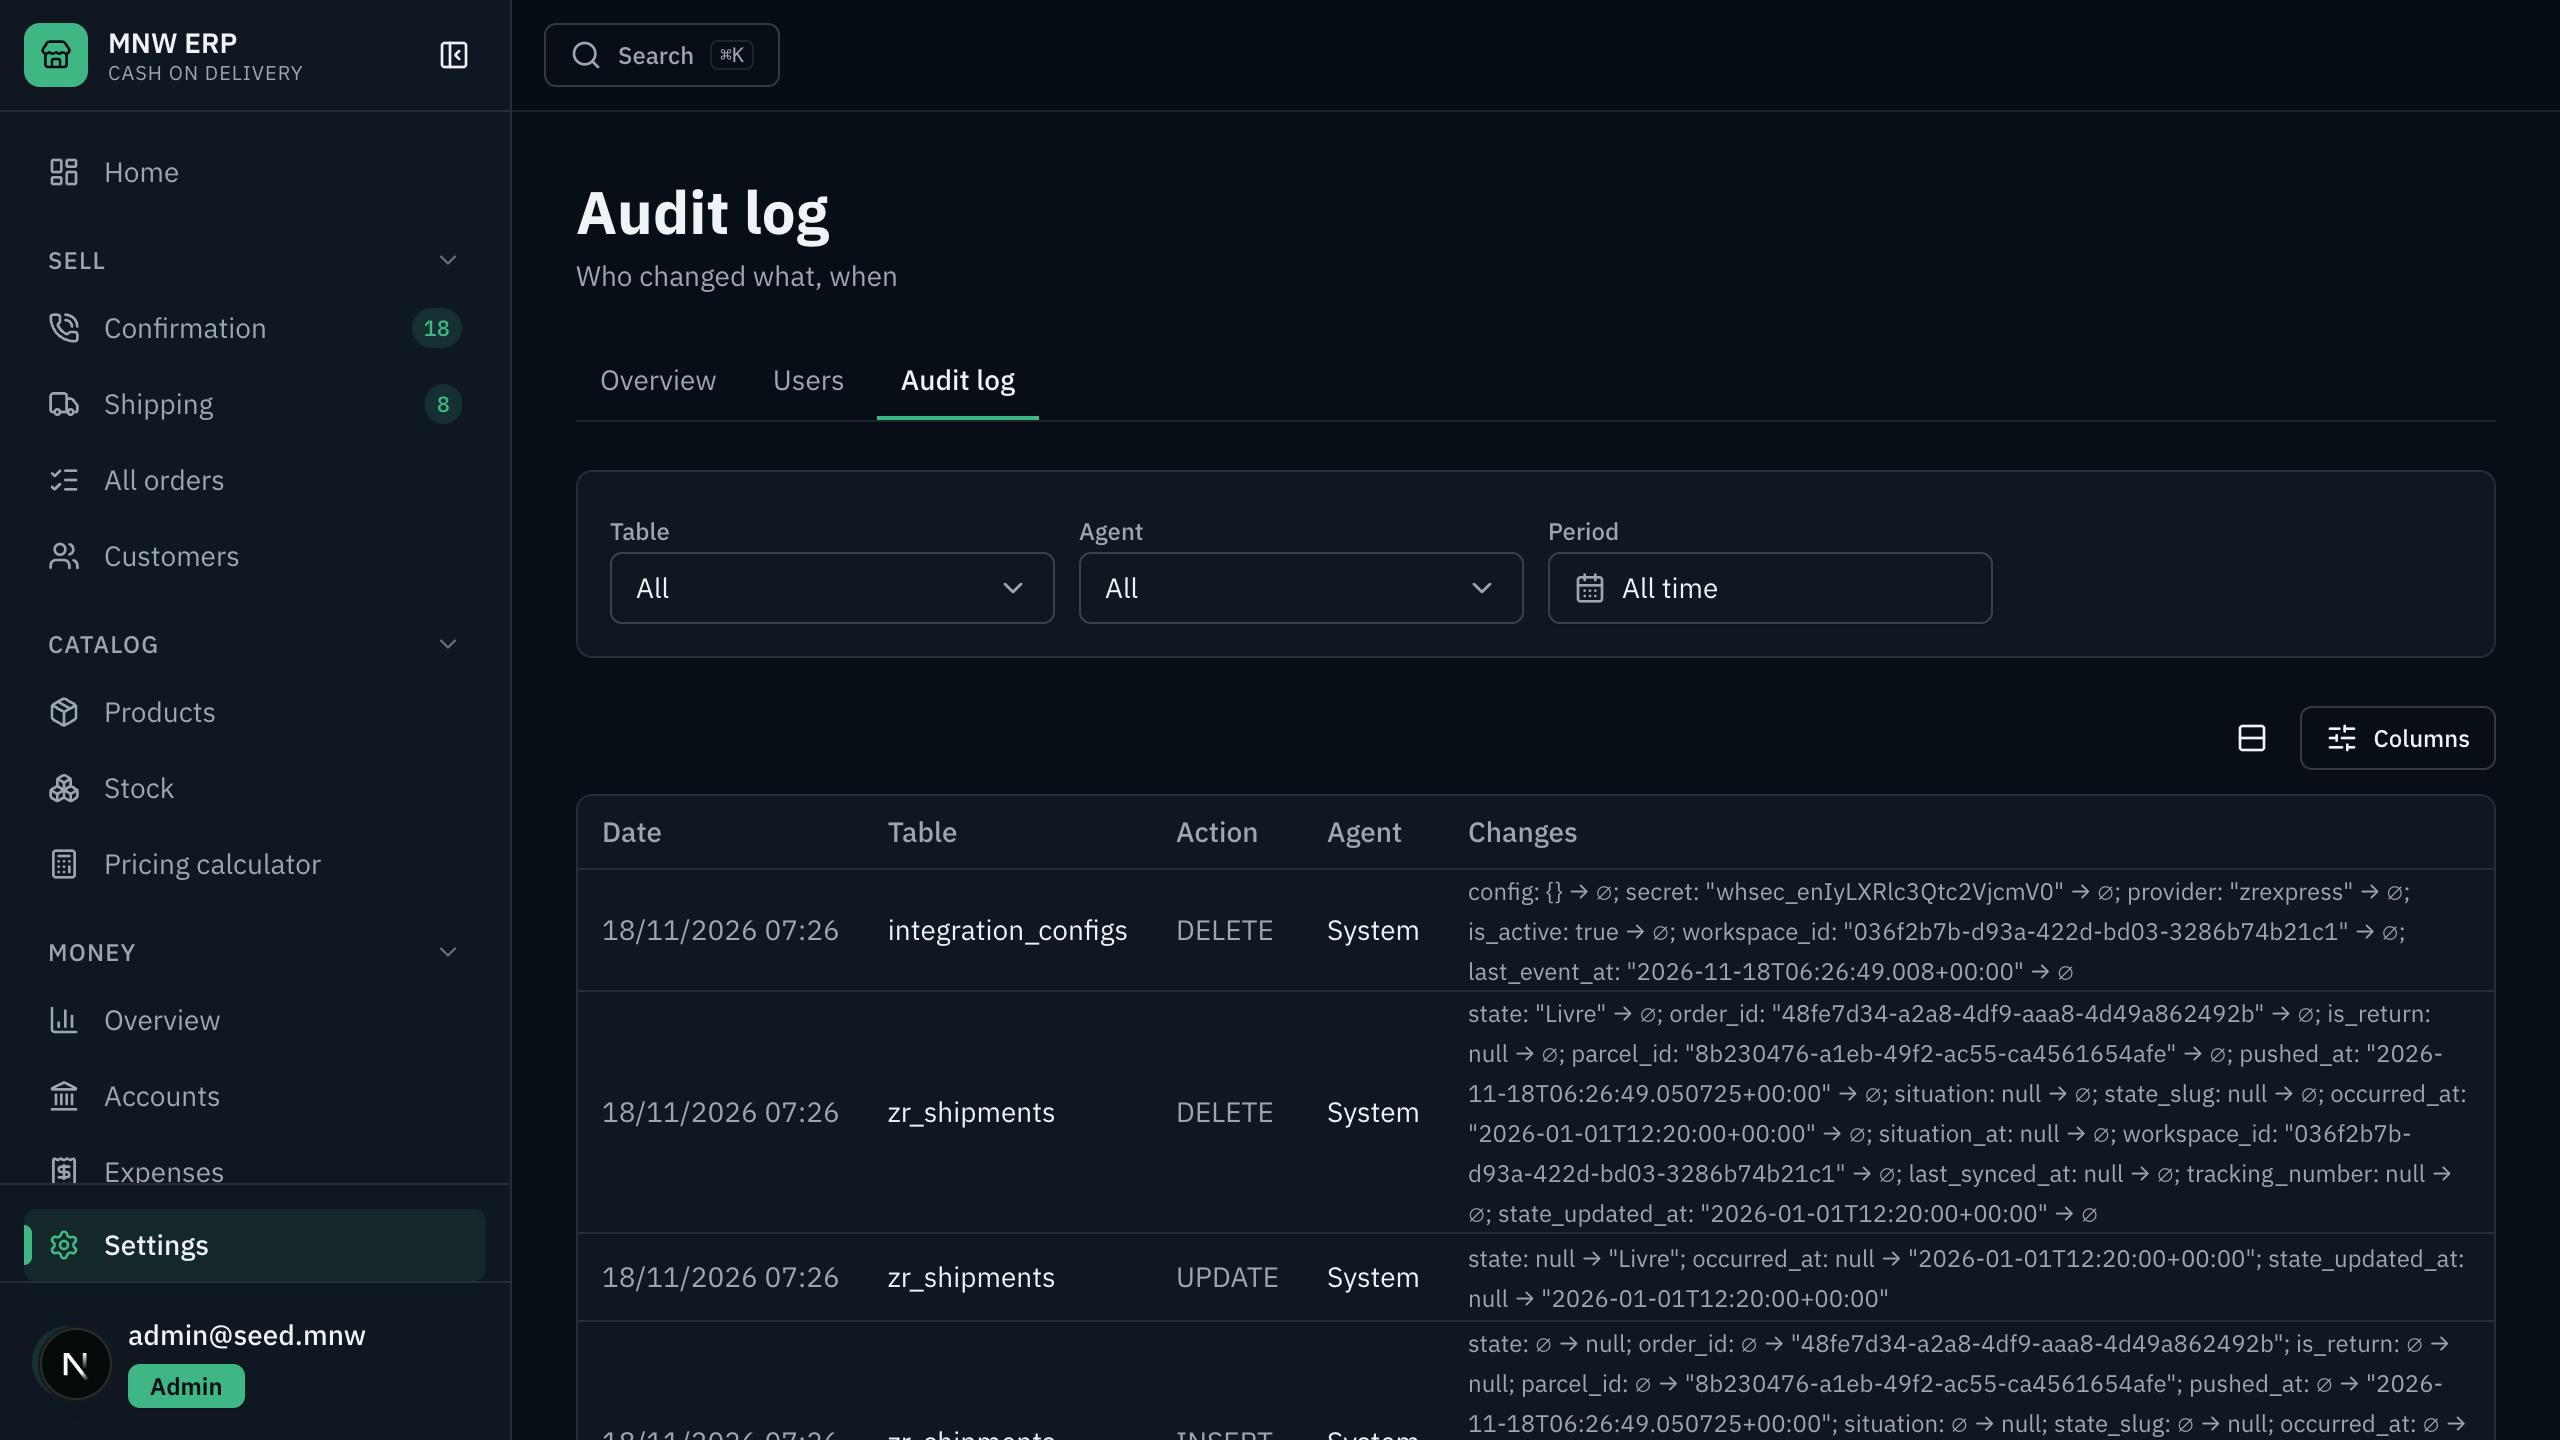 MNW ERP
CASH ON DELIVERY
Search ⌘K
Home
SELL
Confirmation 18
Shipping 8
All orders
Customers
CATALOG
Products
Stock
Pricing calculator
MONEY
Overview
Accounts
Expenses
Settings
admin@seed.mnw
N
Admin
Audit log
Who changed what, when
Overview Users Audit log
Table Agent Period
All All All time
Columns
Date Table Action Agent Changes
18/11/2026 07:26 integration_configs DELETE System
config: {} → ∅; secret: "whsec_enIyLXRlc3Qtc2VjcmV0" → ∅; provider: "zrexpress" → ∅;
is_active: true → ∅; workspace_id: "036f2b7b-d93a-422d-bd03-3286b74b21c1" → ∅;
last_event_at: "2026-11-18T06:26:49.008+00:00" → ∅
18/11/2026 07:26 zr_shipments DELETE System
state: "Livre" → ∅; order_id: "48fe7d34-a2a8-4df9-aaa8-4d49a862492b" → ∅; is_return:
null → ∅; parcel_id: "8b230476-a1eb-49f2-ac55-ca4561654afe" → ∅; pushed_at: "2026-
11-18T06:26:49.050725+00:00" → ∅; situation: null → ∅; state_slug: null → ∅; occurred_at:
"2026-01-01T12:20:00+00:00" → ∅; situation_at: null → ∅; workspace_id: "036f2b7b-
d93a-422d-bd03-3286b74b21c1" → ∅; last_synced_at: null → ∅; tracking_number: null →
∅; state_updated_at: "2026-01-01T12:20:00+00:00" → ∅
18/11/2026 07:26 zr_shipments UPDATE System
state: null → "Livre"; occurred_at: null → "2026-01-01T12:20:00+00:00"; state_updated_at:
null → "2026-01-01T12:20:00+00:00"
18/11/2026 07:26 zr_shipments INSERT System
state: ∅ → null; order_id: ∅ → "48fe7d34-a2a8-4df9-aaa8-4d49a862492b"; is_return: ∅ →
null; parcel_id: ∅ → "8b230476-a1eb-49f2-ac55-ca4561654afe"; pushed_at: ∅ → "2026-
11-18T06:26:49.050725+00:00"; situation: ∅ → null; state_slug: ∅ → null; occurred_at: ∅ →